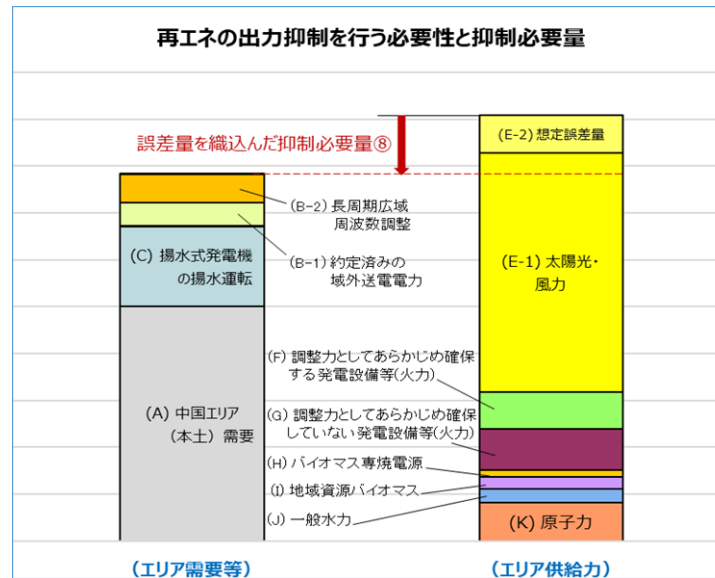 再エネの出力抑制を行う必要性と抑制必要量
誤差量を織込んだ抑制必要量⑧
(B-2) 長周期広域
周波数調整
(C) 揚水式発電機
の揚水運転
(B-1) 約定済みの
域外送電電力
(A) 中国エリア
(本土) 需要
(E-2) 想定誤差量
(E-1) 太陽光・
風力
(F) 調整力としてあらかじめ確保
する発電設備等(火力)
(G) 調整力としてあらかじめ確保
していない発電設備等(火力)
(H) バイオマス専焼電源
(I) 地域資源バイオマス
(J) 一般水力
(K) 原子力
(エリア需要等)
(エリア供給力)